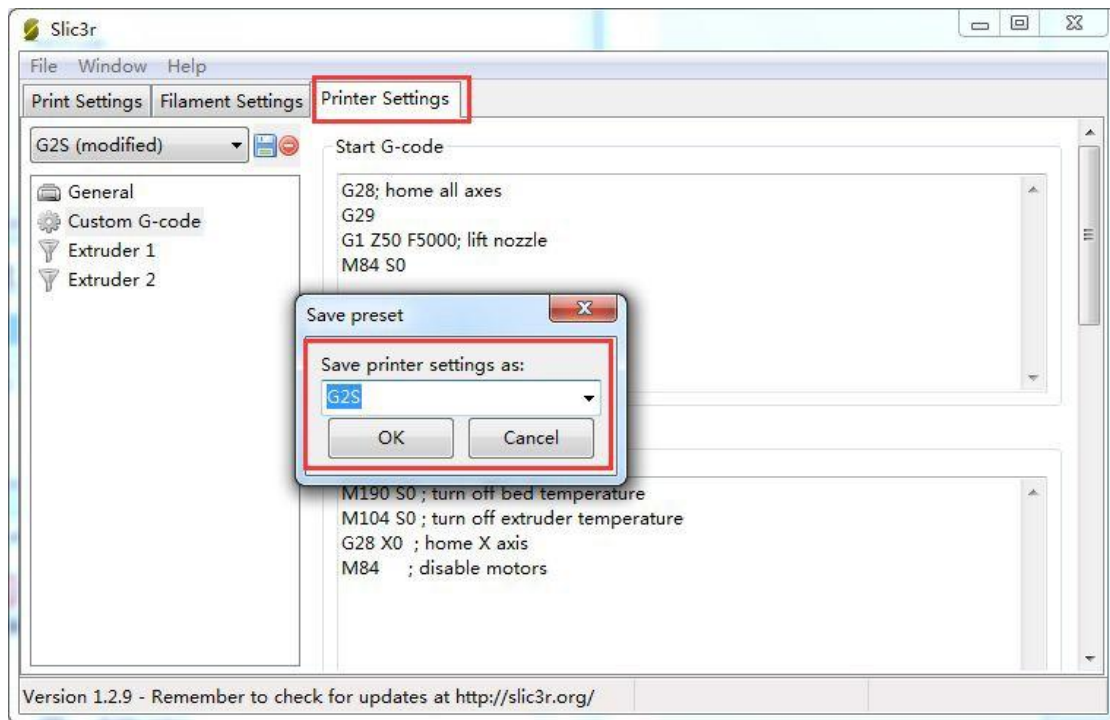 Slic3r
File Window Help
Print Settings Filament Settings Printer Settings
G2S (modified)
Start G-code
General
Custom G-code
Extruder 1
Extruder 2
G28; home all axes
G29
G1 Z50 F5000; lift nozzle
M84 S0
Save preset
Save printer settings as:
G2S
OK Cancel
M190 S0 ; turn off bed temperature
M104 S0 ; turn off extruder temperature
G28 X0 ; home X axis
M84 ; disable motors
Version 1.2.9 - Remember to check for updates at http://slic3r.org/